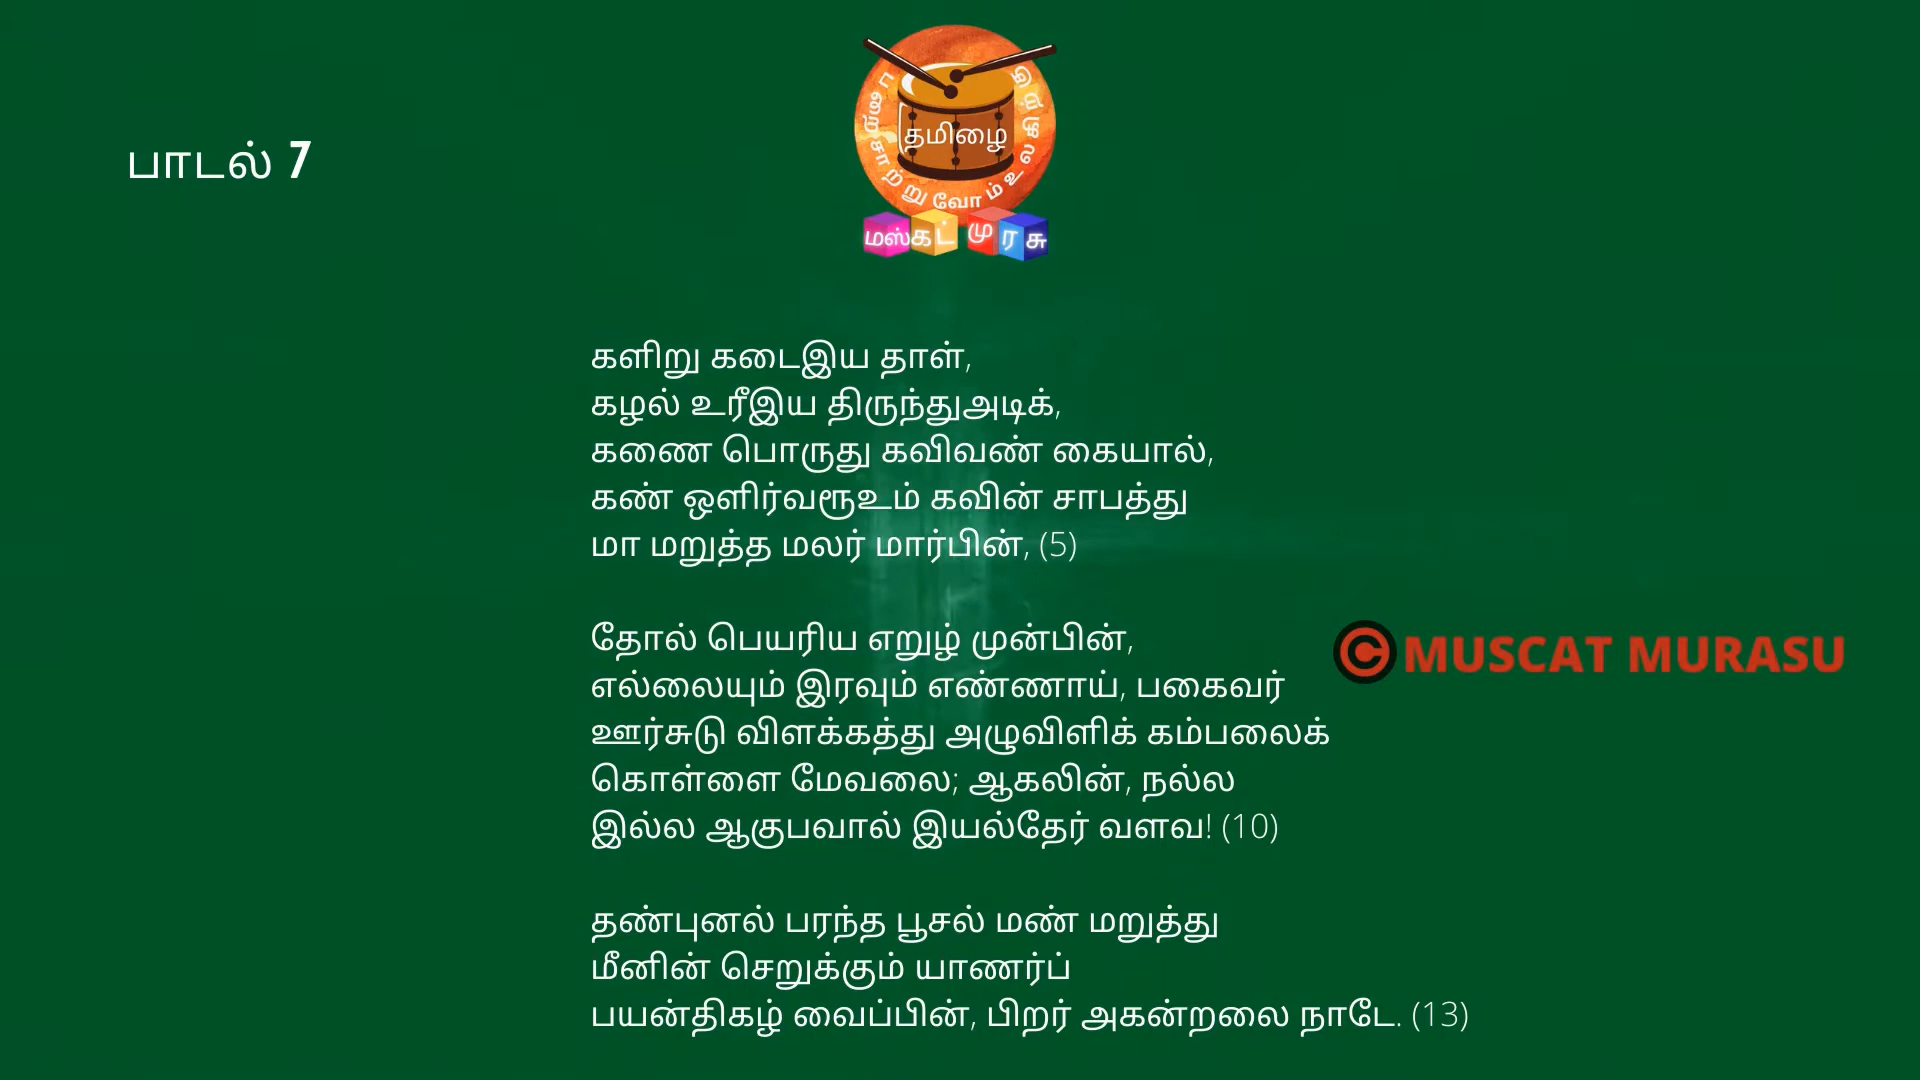 பறைசாற்றுவோம் உலகிற்கு
தமிழை
மஸ்கட் முரசு
பாடல் 7
களிறு கடைஇய தாள்,
கழல் உரீஇய திருந்துஅடிக்,
கணை பொருது கவிவண் கையால்,
கண் ஒளிர்வரூஉம் கவின் சாபத்து
மா மறுத்த மலர் மார்பின், (5)
தோல் பெயரிய எறுழ் முன்பின்,
எல்லையும் இரவும் எண்ணாய், பகைவர்
ஊர்சுடு விளக்கத்து அழுவிளிக் கம்பலைக்
கொள்ளை மேவலை; ஆகலின், நல்ல
இல்ல ஆகுபவால் இயல்தேர் வளவ! (10)
தண்புனல் பரந்த பூசல் மண் மறுத்து
மீனின் செறுக்கும் யாணர்ப்
பயன்திகழ் வைப்பின், பிறர் அகன்றலை நாடே. (13)
© MUSCAT MURASU